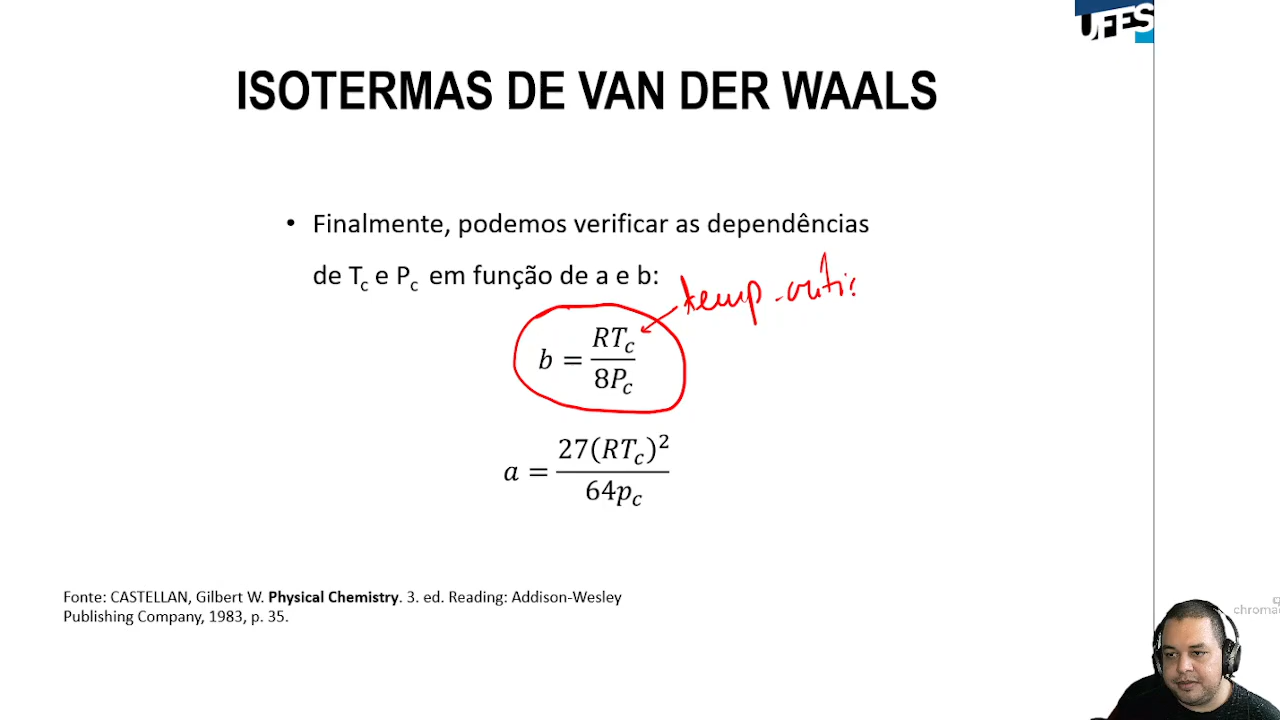 UFES
ISOTERMAS DE VAN DER WAALS
• Finalmente, podemos verificar as dependências
de Tc e Pc em função de a e b:
temp.
b = RTc / 8Pc
a = 27(RTc)² / 64pc
Fonte: CASTELLAN, Gilbert W. Physical Chemistry. 3. ed. Reading: Addison-Wesley
Publishing Company, 1983, p. 35.
chroma